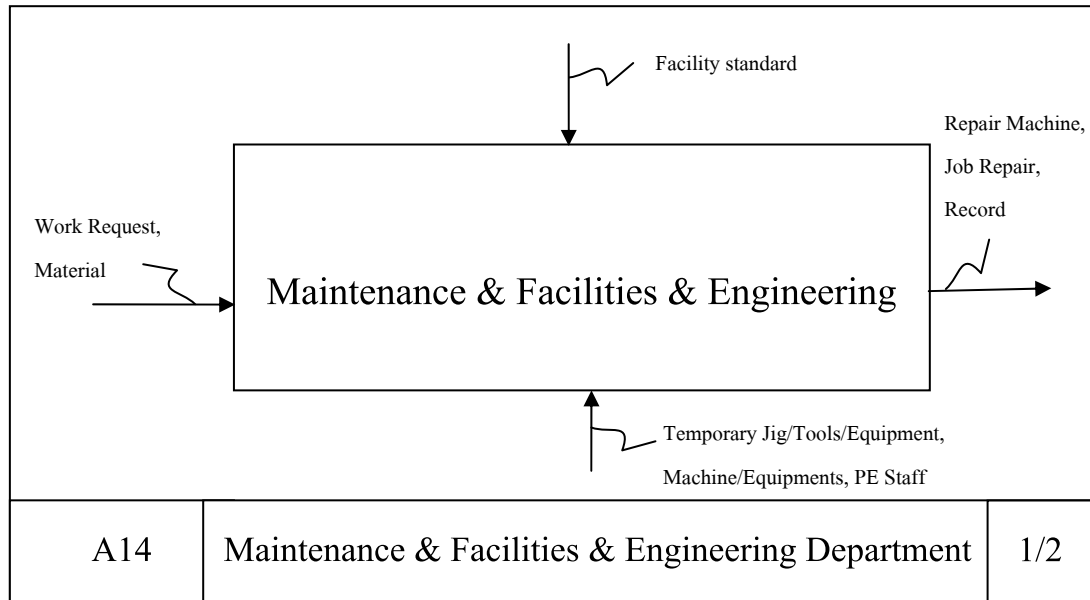 Facility standard
Repair Machine,
Job Repair,
Record
Work Request,
Material
Maintenance & Facilities & Engineering
Temporary Jig/Tools/Equipment,
Machine/Equipments, PE Staff
A14
Maintenance & Facilities & Engineering Department
1/2